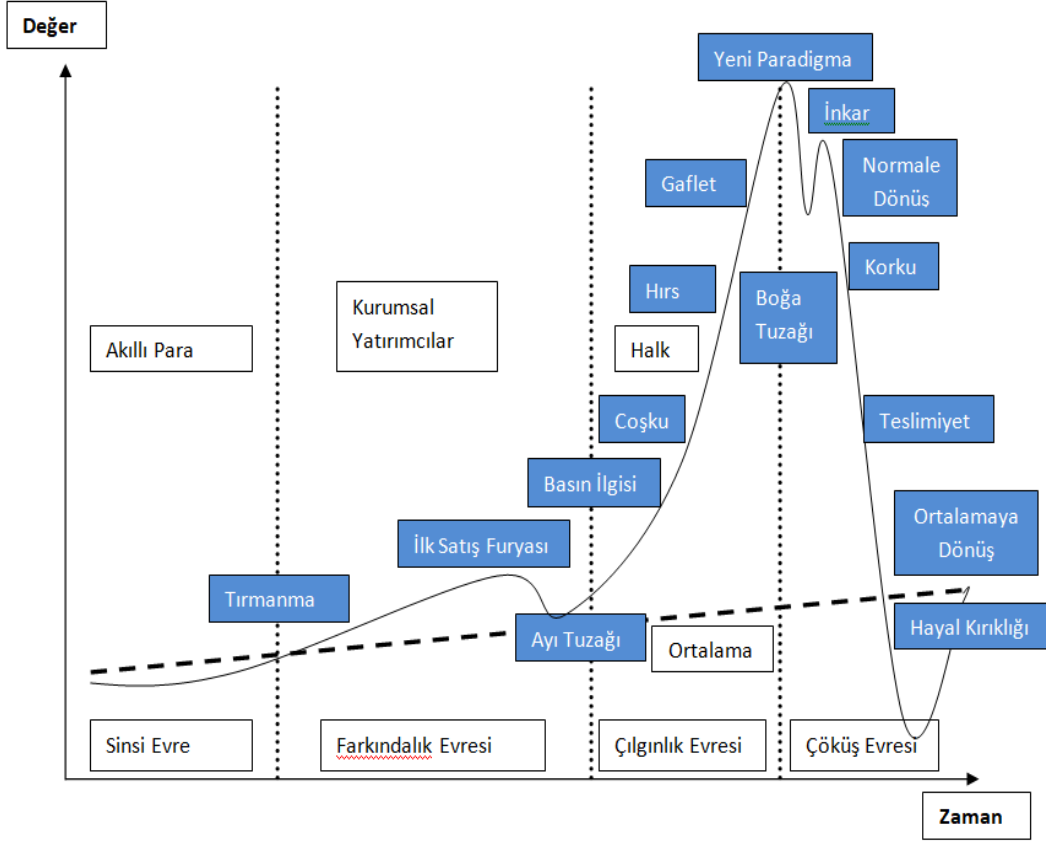 Değer
Yeni Paradigma
İnkar
Gaflet
Normale
Dönüş
Korku
Hırs
Boğa
Tuzağı
Kurumsal
Yatırımcılar
Akıllı Para
Halk
Coşku
Teslimiyet
Basın İlgisi
Ortalamaya
Dönüş
İlk Satış Furyası
Tırmanma
Ayı Tuzağı
Ortalama
Hayal Kırıklığı
Sinsi Evre
Farkındalık Evresi
Çılgınlık Evresi
Çöküş Evresi
Zaman